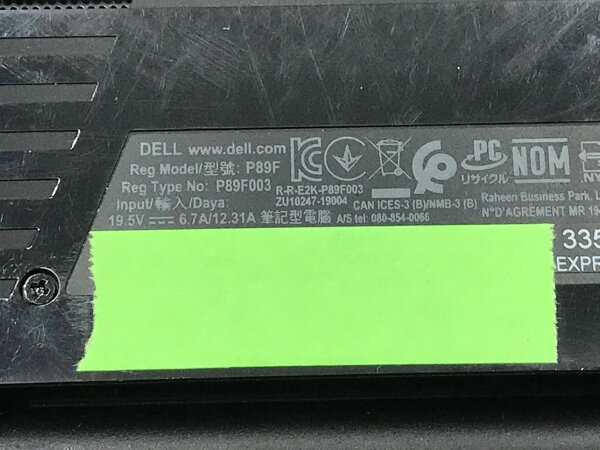 DELL www.dell.com
Reg Model/型號: P89F
Reg Type No: P89F003
Input/輸入/Daya:
19.5V⎓ 6.7A/12.31A 筆記型電腦
R-R-E2K-P89F003
ZU10247-19004
CAN ICES-3 (B)/NMB-3 (B)
A/S tel: 080-854-0066
PC
リサイクル
NOM
NY
Raheen Business Park, L
N°D'AGRÉMENT MR 19
335
EXPR